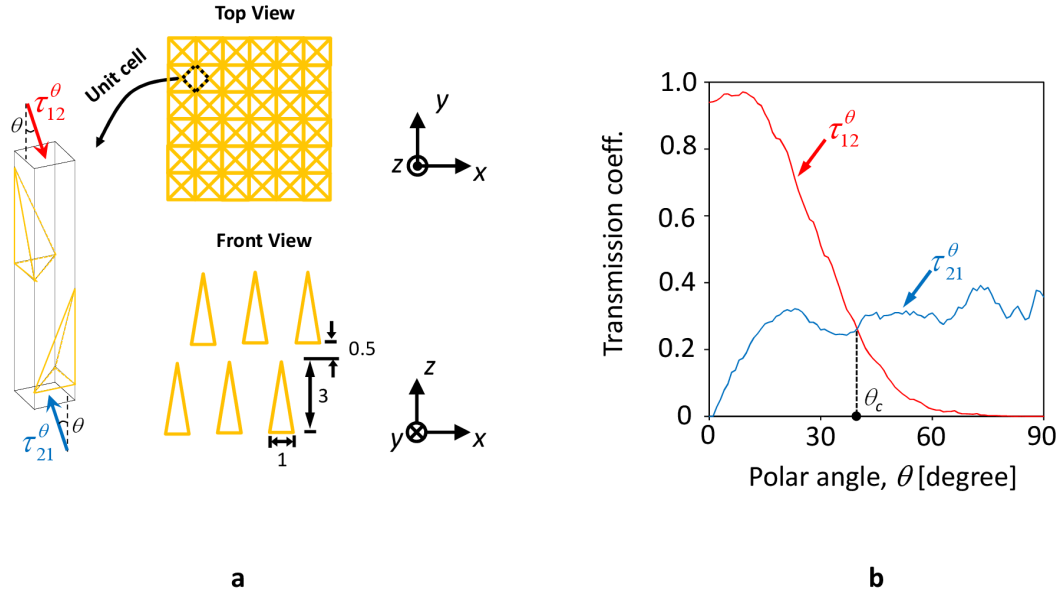 Top View
Unit cell
τ₁₂^θ
θ
y
z
x
Front View
0.5
3
1
z
y
x
θ
τ₂₁^θ
a
1.0
0.8
0.6
0.4
0.2
0
Transmission coeff.
τ₁₂^θ
τ₂₁^θ
θc
0
30
60
90
Polar angle, θ [degree]
b